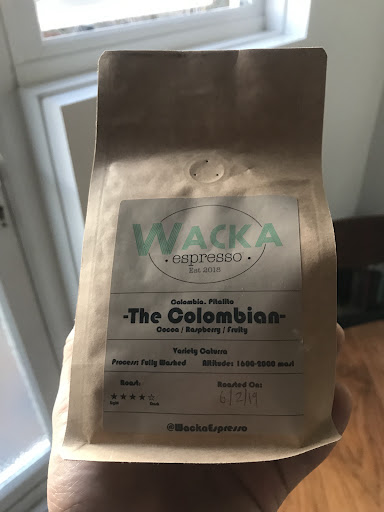 WACKA
espresso
Est 2018
Colombia. Pitalito
-The Colombian-
Cocoa / Raspberry / Fruity
Variety Caturra
Process: Fully Washed Altitude: 1600-2000 masl
Roast: Roasted On:
★★★★☆ 6/2/19
Light Dark
@WackaEspresso